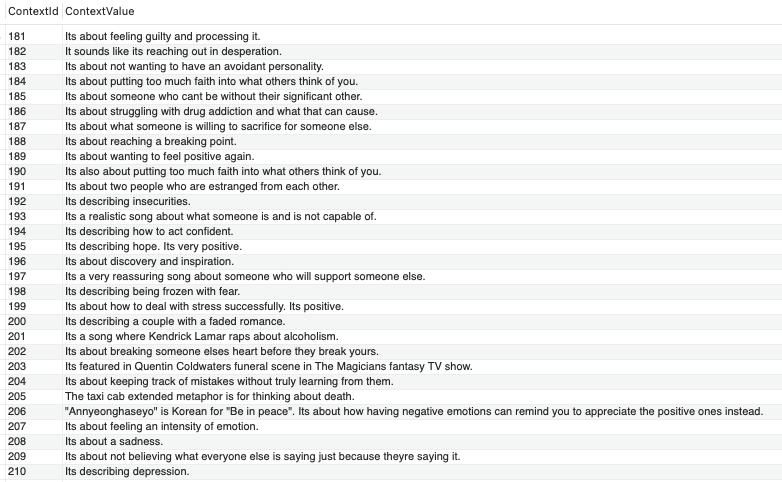 ContextId ContextValue
181 Its about feeling guilty and processing it.
182 It sounds like its reaching out in desperation.
183 Its about not wanting to have an avoidant personality.
184 Its about putting too much faith into what others think of you.
185 Its about someone who cant be without their significant other.
186 Its about struggling with drug addiction and what that can cause.
187 Its about what someone is willing to sacrifice for someone else.
188 Its about reaching a breaking point.
189 Its about wanting to feel positive again.
190 Its also about putting too much faith into what others think of you.
191 Its about two people who are estranged from each other.
192 Its describing insecurities.
193 Its a realistic song about what someone is and is not capable of.
194 Its describing how to act confident.
195 Its describing hope. Its very positive.
196 Its about discovery and inspiration.
197 Its a very reassuring song about someone who will support someone else.
198 Its describing being frozen with fear.
199 Its about how to deal with stress successfully. Its positive.
200 Its describing a couple with a faded romance.
201 Its a song where Kendrick Lamar raps about alcoholism.
202 Its about breaking someone elses heart before they break yours.
203 Its featured in Quentin Coldwaters funeral scene in The Magicians fantasy TV show.
204 Its about keeping track of mistakes without truly learning from them.
205 The taxi cab extended metaphor is for thinking about death.
206 "Annyeonghaseyo" is Korean for "Be in peace". Its about how having negative emotions can remind you to appreciate the positive ones instead.
207 Its about feeling an intensity of emotion.
208 Its about a sadness.
209 Its about not believing what everyone else is saying just because theyre saying it.
210 Its describing depression.